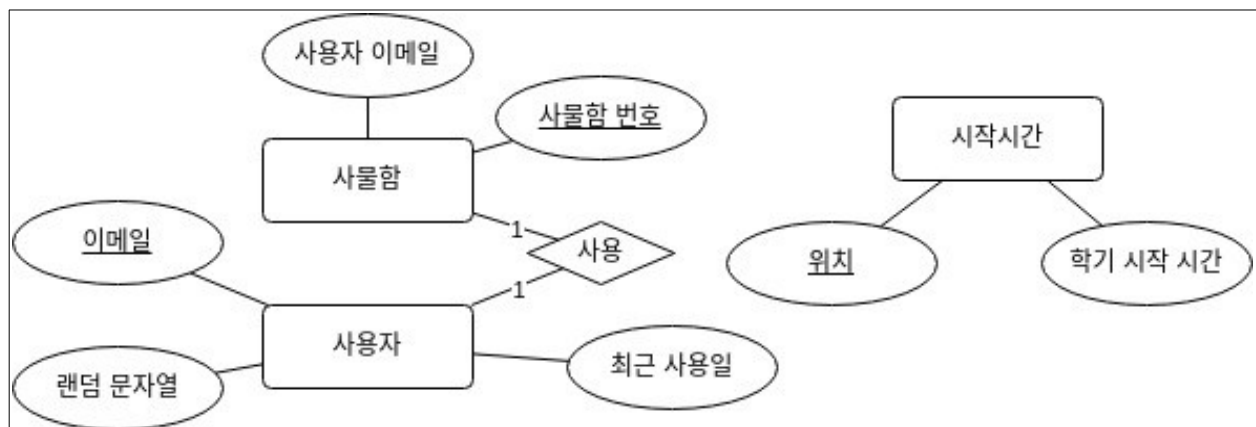 사용자 이메일
사물함 번호
사물함
시작시간
이메일
1
사용
1
위치
학기 시작 시간
사용자
랜덤 문자열
최근 사용일